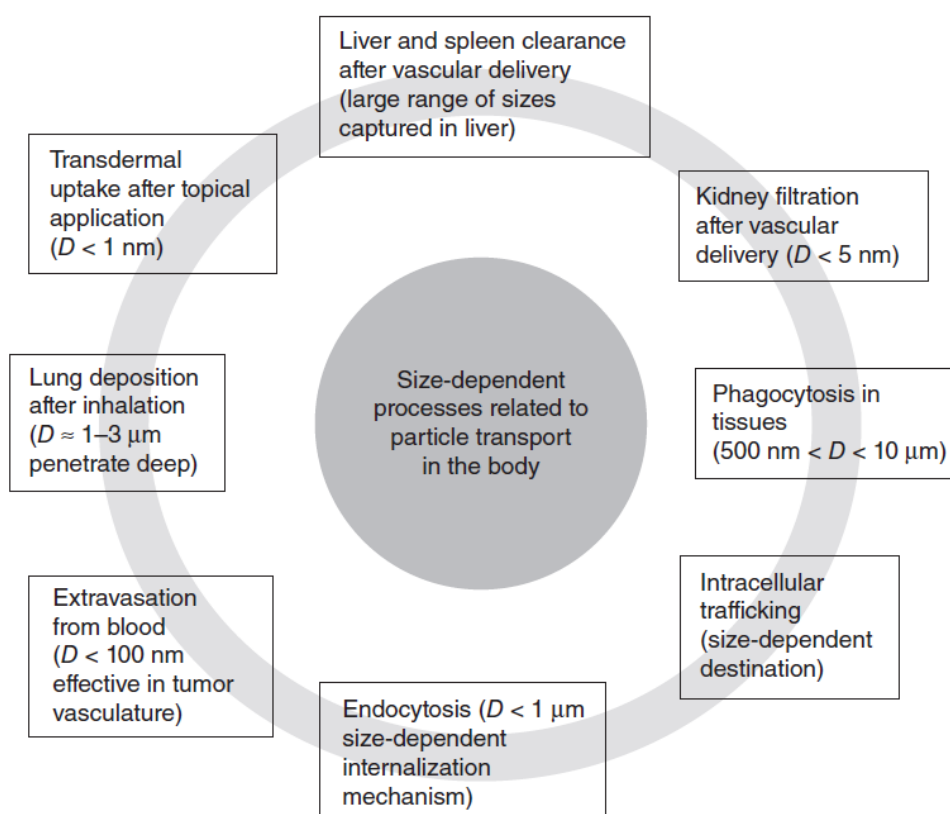 Liver and spleen clearance
after vascular delivery
(large range of sizes
captured in liver)
Transdermal
uptake after topical
application
(D < 1 nm)
Kidney filtration
after vascular
delivery (D < 5 nm)
Lung deposition
after inhalation
(D ≈ 1–3 μm
penetrate deep)
Size-dependent
processes related to
particle transport
in the body
Phagocytosis in
tissues
(500 nm < D < 10 μm)
Extravasation
from blood
(D < 100 nm
effective in tumor
vasculature)
Intracellular
trafficking
(size-dependent
destination)
Endocytosis (D < 1 μm
size-dependent
internalization
mechanism)